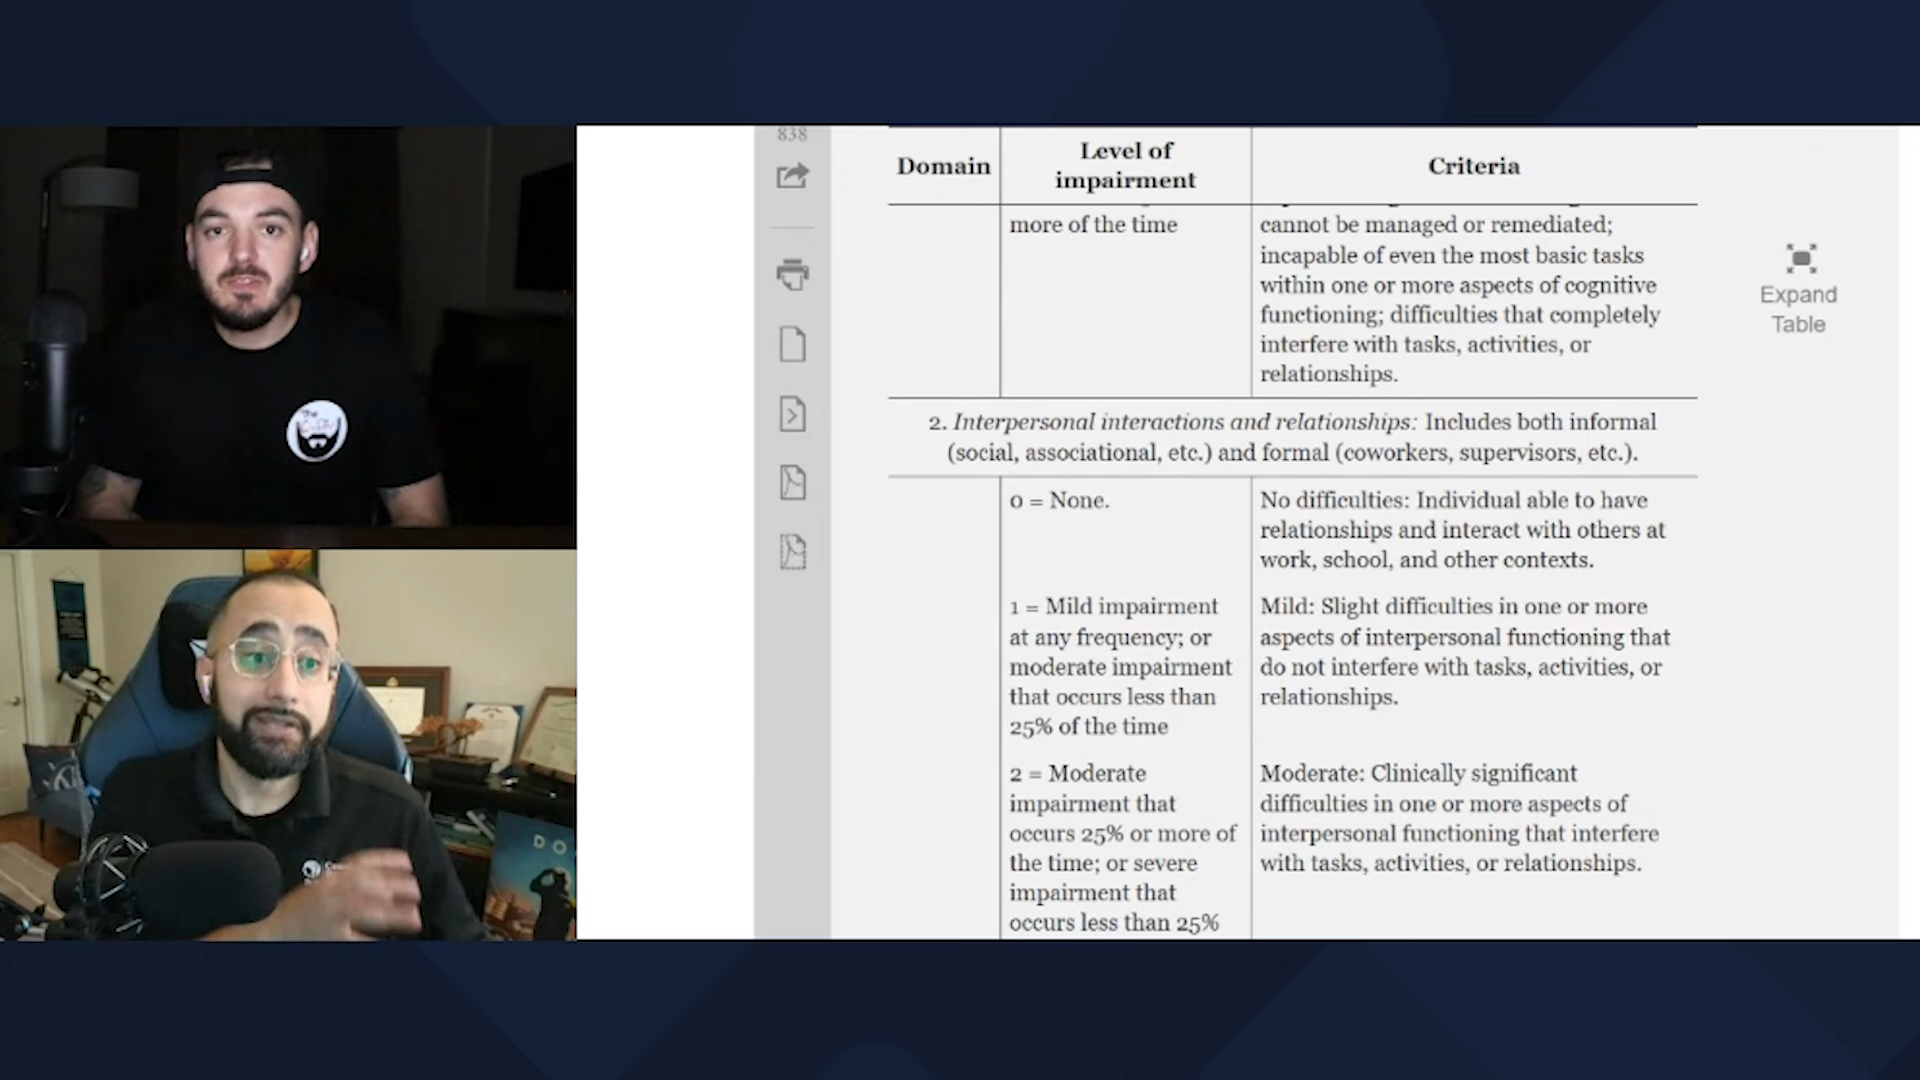 838
Domain
Level of
impairment
Criteria
more of the time
cannot be managed or remediated;
incapable of even the most basic tasks
within one or more aspects of cognitive
functioning; difficulties that completely
interfere with tasks, activities, or
relationships.
2. Interpersonal interactions and relationships: Includes both informal
(social, associational, etc.) and formal (coworkers, supervisors, etc.).
0 = None.
No difficulties: Individual able to have
relationships and interact with others at
work, school, and other contexts.
1 = Mild impairment
at any frequency; or
moderate impairment
that occurs less than
25% of the time
Mild: Slight difficulties in one or more
aspects of interpersonal functioning that
do not interfere with tasks, activities, or
relationships.
2 = Moderate
impairment that
occurs 25% or more of
the time; or severe
impairment that
occurs less than 25%
Moderate: Clinically significant
difficulties in one or more aspects of
interpersonal functioning that interfere
with tasks, activities, or relationships.
Expand
Table
The
DO